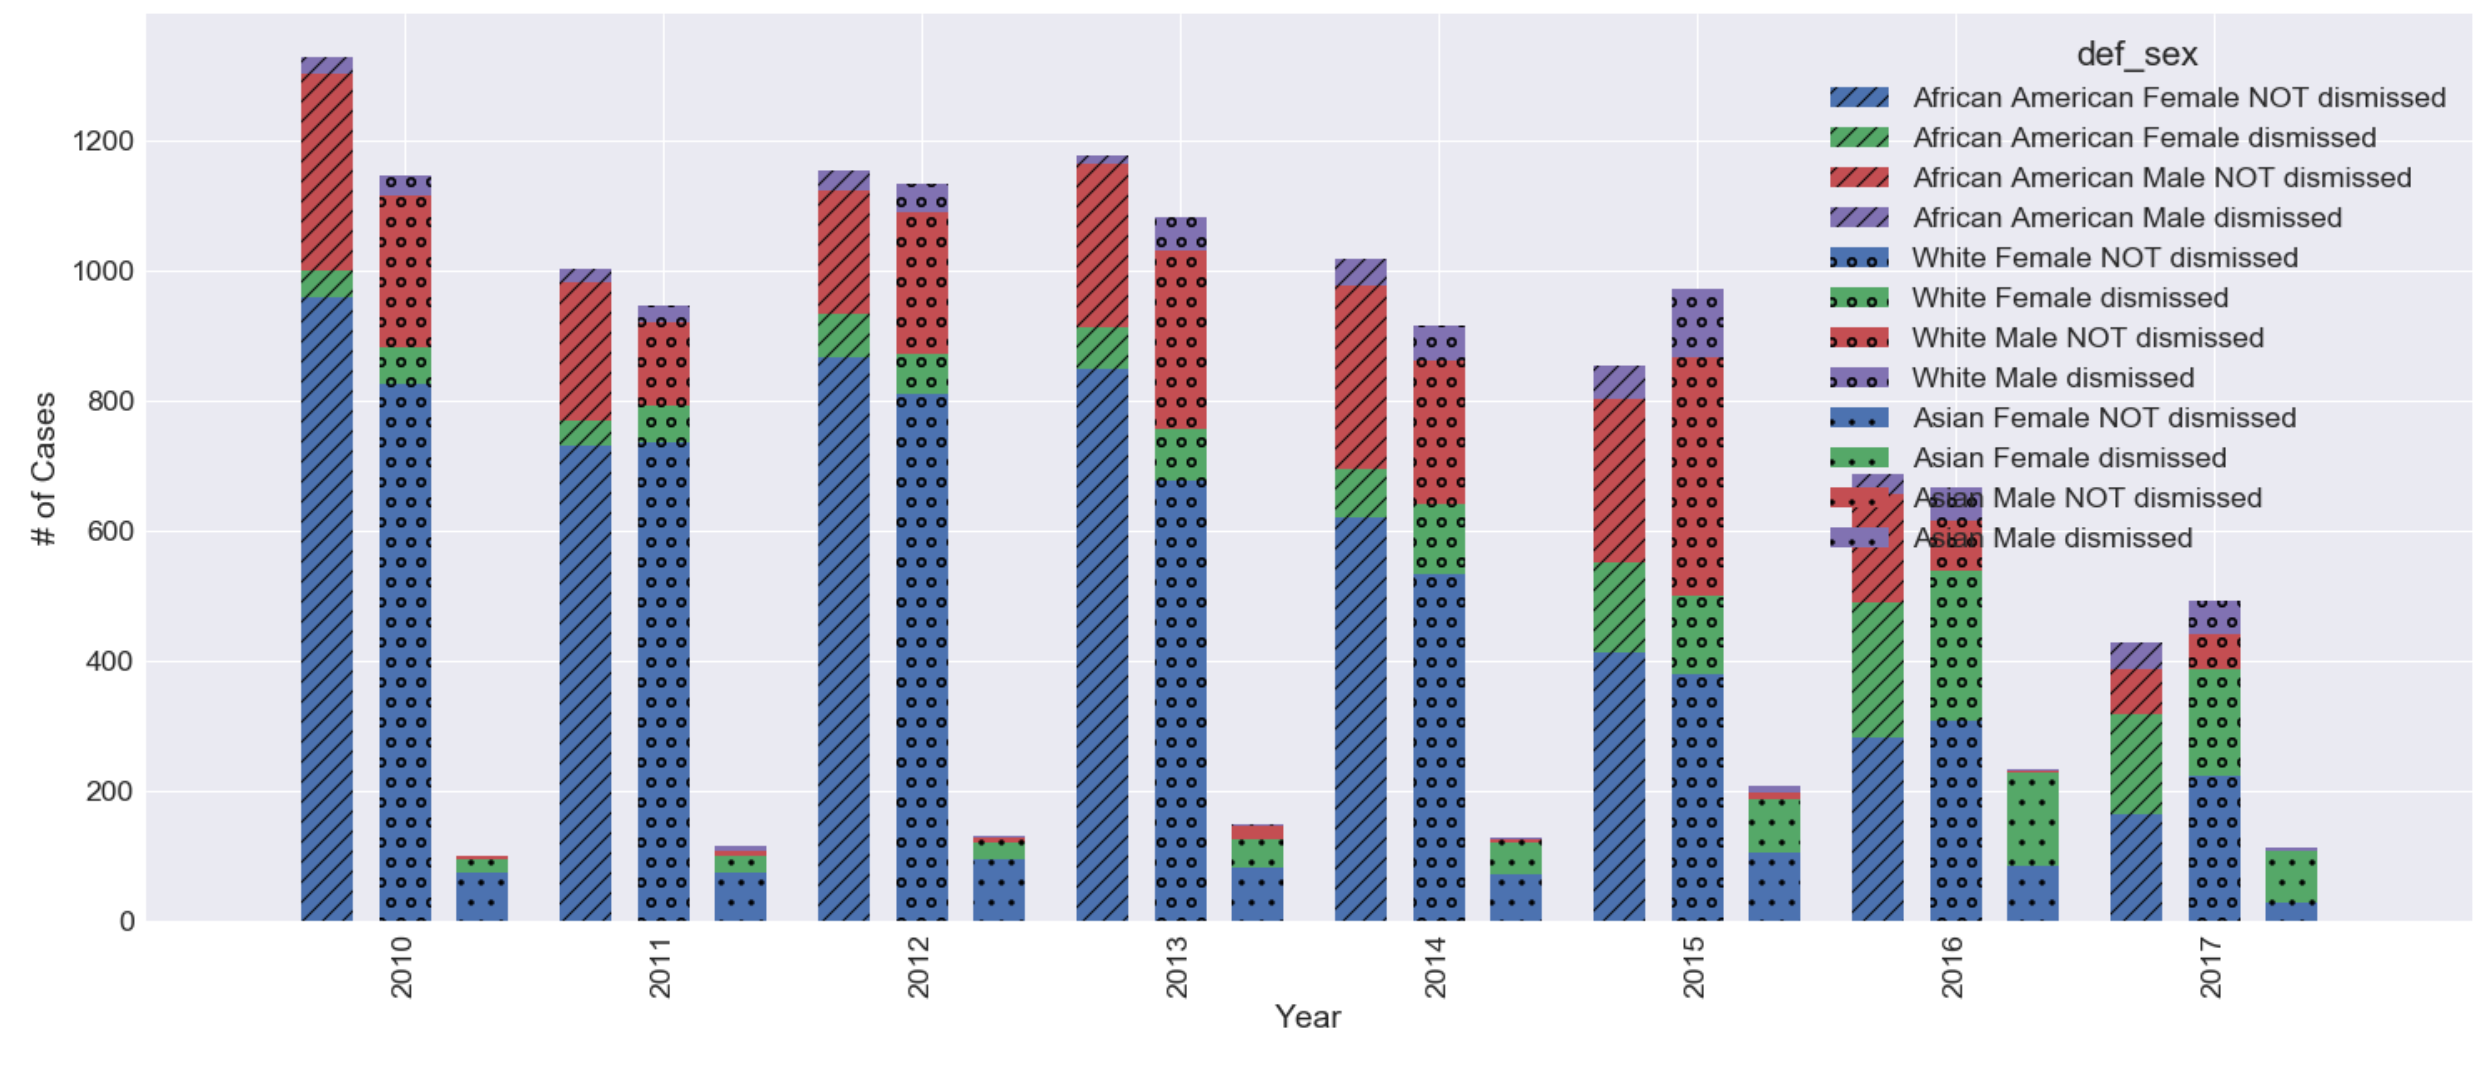 def_sex
African American Female NOT dismissed
African American Female dismissed
African American Male NOT dismissed
African American Male dismissed
White Female NOT dismissed
White Female dismissed
White Male NOT dismissed
White Male dismissed
Asian Female NOT dismissed
Asian Female dismissed
Asian Male NOT dismissed
Asian Male dismissed
# of Cases
1200
1000
800
600
400
200
0
2010 2011 2012 2013 2014 2015 2016 2017
Year